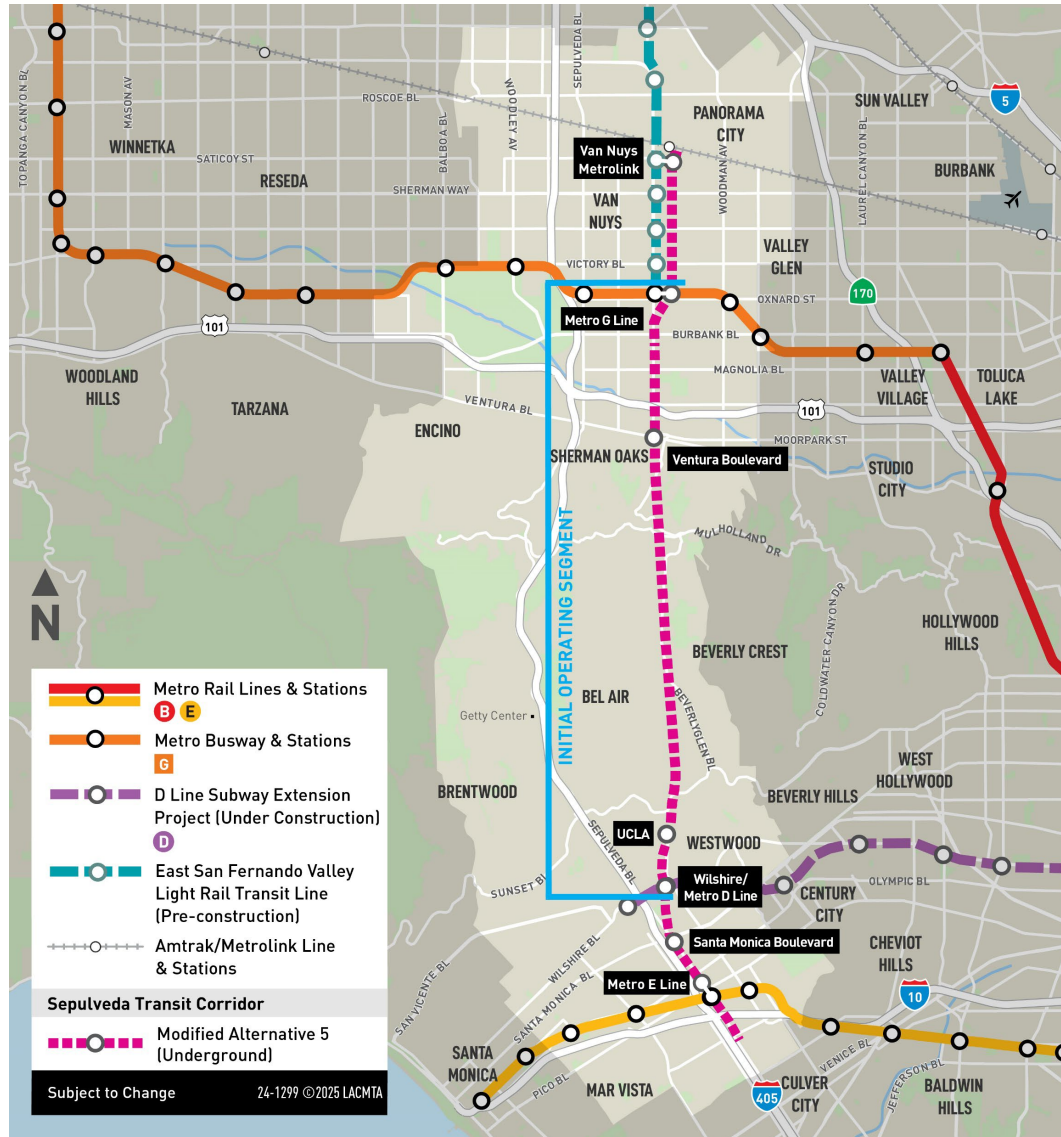 TOPANGA CANYON BL
MASON AV
WINNETKA
SATICOY ST
RESEDA
ROSCOE BL
BALBOA BL
SHERMAN WAY
WOODLEY AV
SEPULVEDA BL
PANORAMA
CITY
Van Nuys
Metrolink
WOODMAN AV
VAN
NUYS
SUN VALLEY
5
LAUREL CANYON BL
BURBANK
VICTORY BL
VALLEY
GLEN
OXNARD ST
170
Metro G Line
BURBANK BL
MAGNOLIA BL
101
WOODLAND
HILLS
TARZANA
VENTURA BL
ENCINO
VALLEY
VILLAGE
TOLUCA
LAKE
101
MOORPARK ST
SHERMAN OAKS
Ventura Boulevard
STUDIO
CITY
MULHOLLAND DR
INITIAL OPERATING SEGMENT
COLDWATER CANYON DR
HOLLYWOOD
HILLS
BEVERLY CREST
BEL AIR
BEVERLYGLEN BL
Getty Center
BRENTWOOD
WEST
HOLLYWOOD
BEVERLY HILLS
SEPULVEDA BL
UCLA
WESTWOOD
SUNSET Bl
Wilshire/
Metro D Line
CENTURY
CITY
OLYMPIC BL
Santa Monica Boulevard
CHEVIOT
HILLS
WILSHIRE BL
SANTA MONICA BL
SAN VICENTE BL
Metro E Line
10
SANTA
MONICA
PICO BL
MAR VISTA
405
VENICE BL
CULVER
CITY
JEFFERSON BL
BALDWIN
HILLS
N
Metro Rail Lines & Stations
B E
Metro Busway & Stations
G
D Line Subway Extension
Project (Under Construction)
D
East San Fernando Valley
Light Rail Transit Line
(Pre-construction)
Amtrak/Metrolink Line
& Stations
Sepulveda Transit Corridor
Modified Alternative 5
(Underground)
Subject to Change 24-1299 ©2025 LACMTA